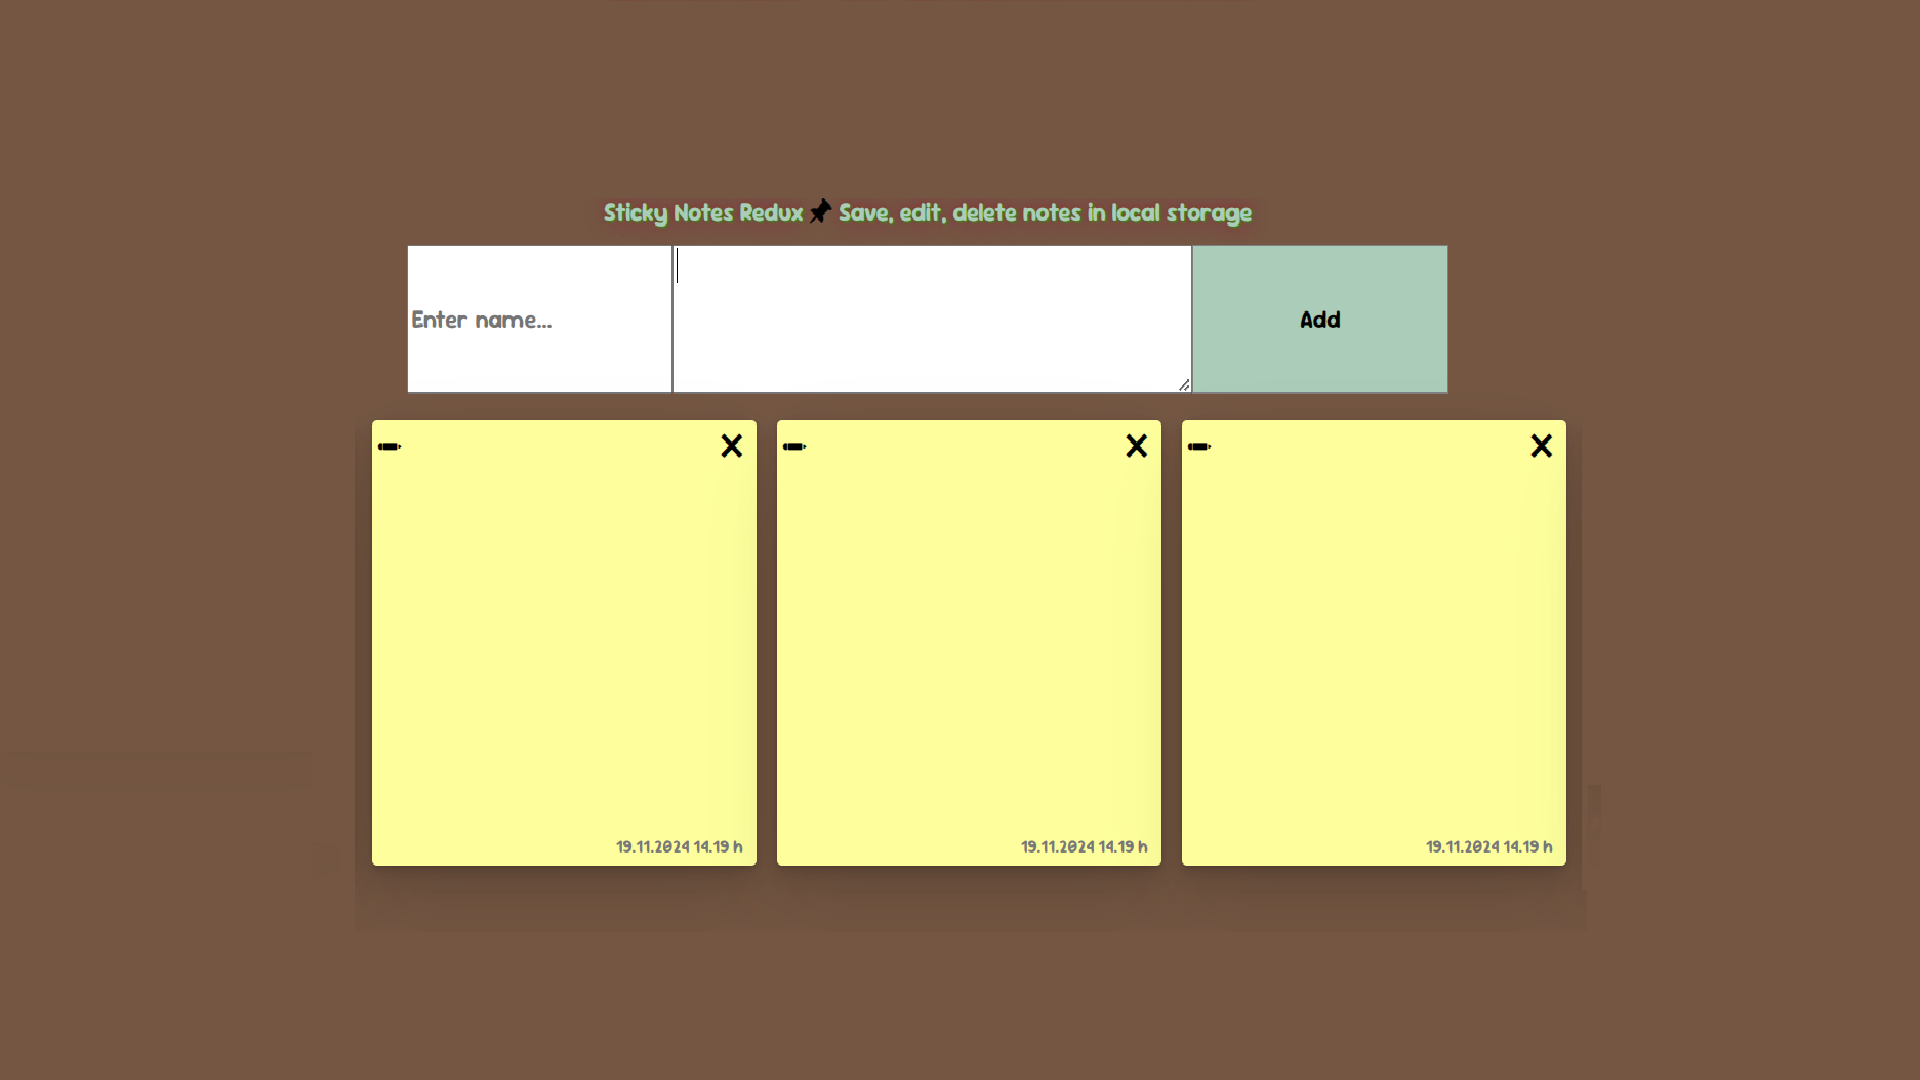 Sticky Notes Redux 📌 Save, edit, delete notes in local storage
Enter name...
Add
X
X
X
19.11.2024 14.19 h
19.11.2024 14.19 h
19.11.2024 14.19 h